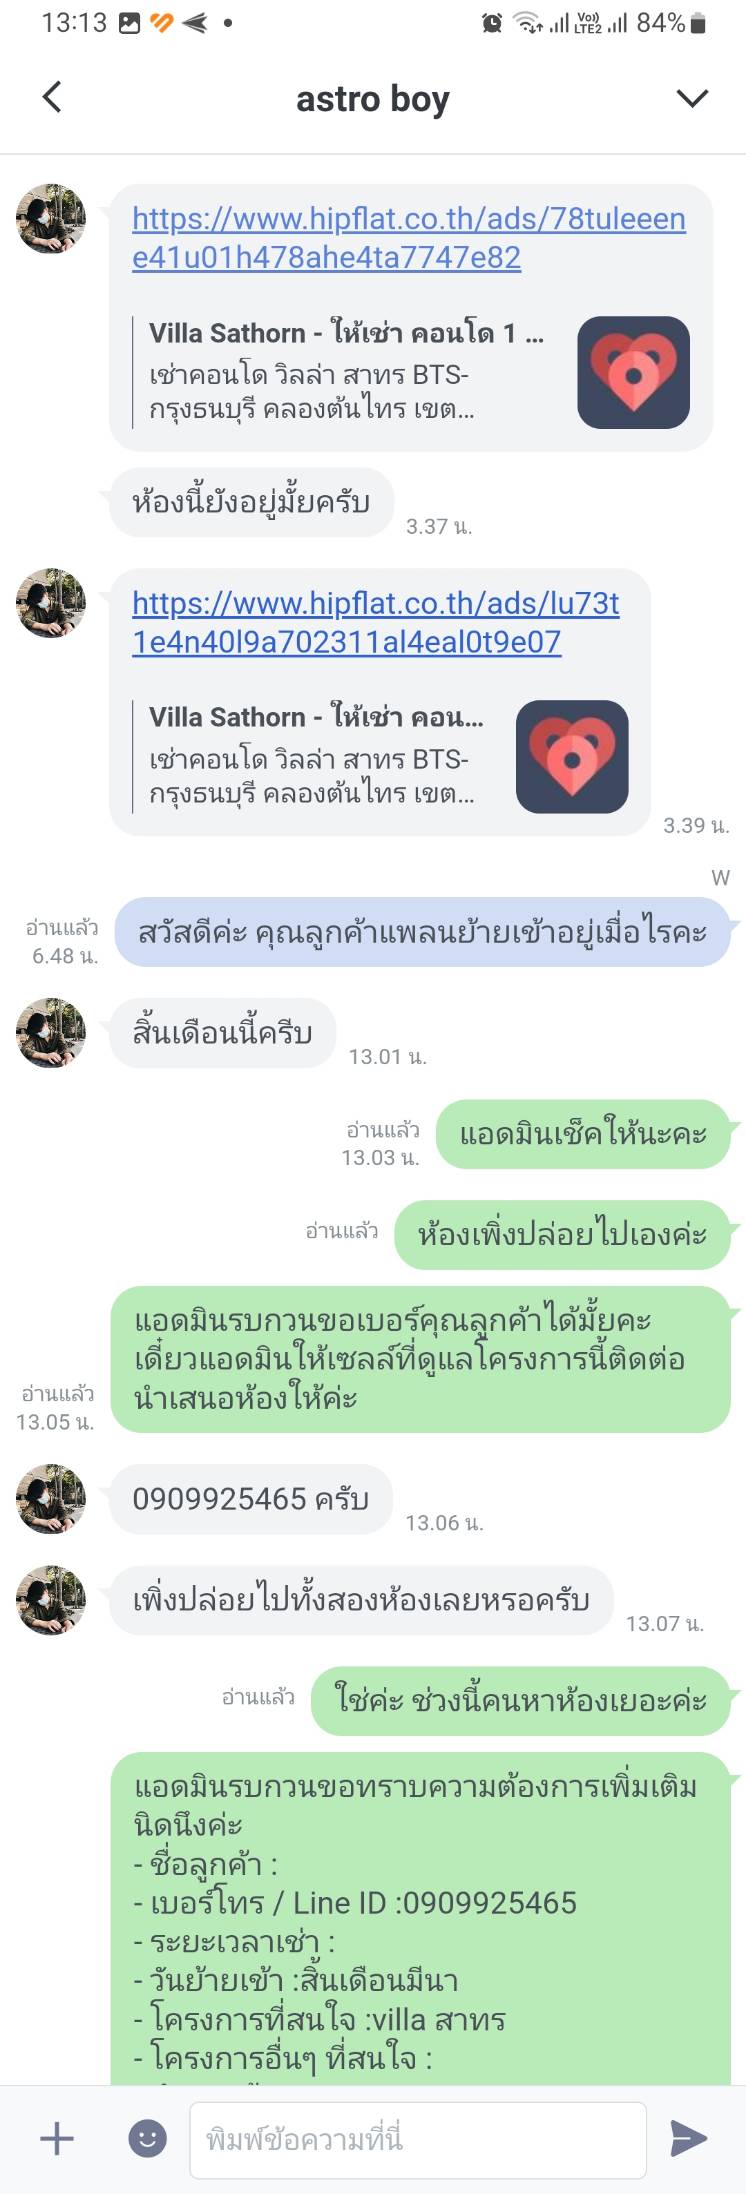 13:13
Vo))
LTE2
84%
astro boy
https://www.hipflat.co.th/ads/78tuleeen
e41u01h478ahe4ta7747e82
Villa Sathorn - ให้เช่า คอนโด 1 ...
เช่าคอนโด วิลล่า สาทร BTS-
กรุงธนบุรี คลองต้นไทร เขต...
ห้องนี้ยังอยู่มั้ยครับ
3.37 น.
https://www.hipflat.co.th/ads/lu73t
1e4n40l9a702311al4eal0t9e07
Villa Sathorn - ให้เช่า คอน...
เช่าคอนโด วิลล่า สาทร BTS-
กรุงธนบุรี คลองต้นไทร เขต...
3.39 น.
W
สวัสดีค่ะ คุณลูกค้าแพลนย้ายเข้าอยู่เมื่อไรคะ
อ่านแล้ว
6.48 น.
สิ้นเดือนนี้ครีบ
13.01 น.
แอดมินเช็คให้นะคะ
อ่านแล้ว
13.03 น.
ห้องเพิ่งปล่อยไปเองค่ะ
อ่านแล้ว
แอดมินรบกวนขอเบอร์คุณลูกค้าได้มั้ยคะ
เดี๋ยวแอดมินให้เซลล์ที่ดูแลโครงการนี้ติดต่อ
นำเสนอห้องให้ค่ะ
อ่านแล้ว
13.05 น.
0909925465 ครับ
13.06 น.
เพิ่งปล่อยไปทั้งสองห้องเลยหรอครับ
13.07 น.
ใช่ค่ะ ช่วงนี้คนหาห้องเยอะค่ะ
อ่านแล้ว
แอดมินรบกวนขอทราบความต้องการเพิ่มเติม
นิดนึงค่ะ
- ชื่อลูกค้า :
- เบอร์โทร / Line ID :0909925465
- ระยะเวลาเช่า :
- วันย้ายเข้า :สิ้นเดือนมีนา
- โครงการที่สนใจ :villa สาทร
- โครงการอื่นๆ ที่สนใจ :
พิมพ์ข้อความที่นี่